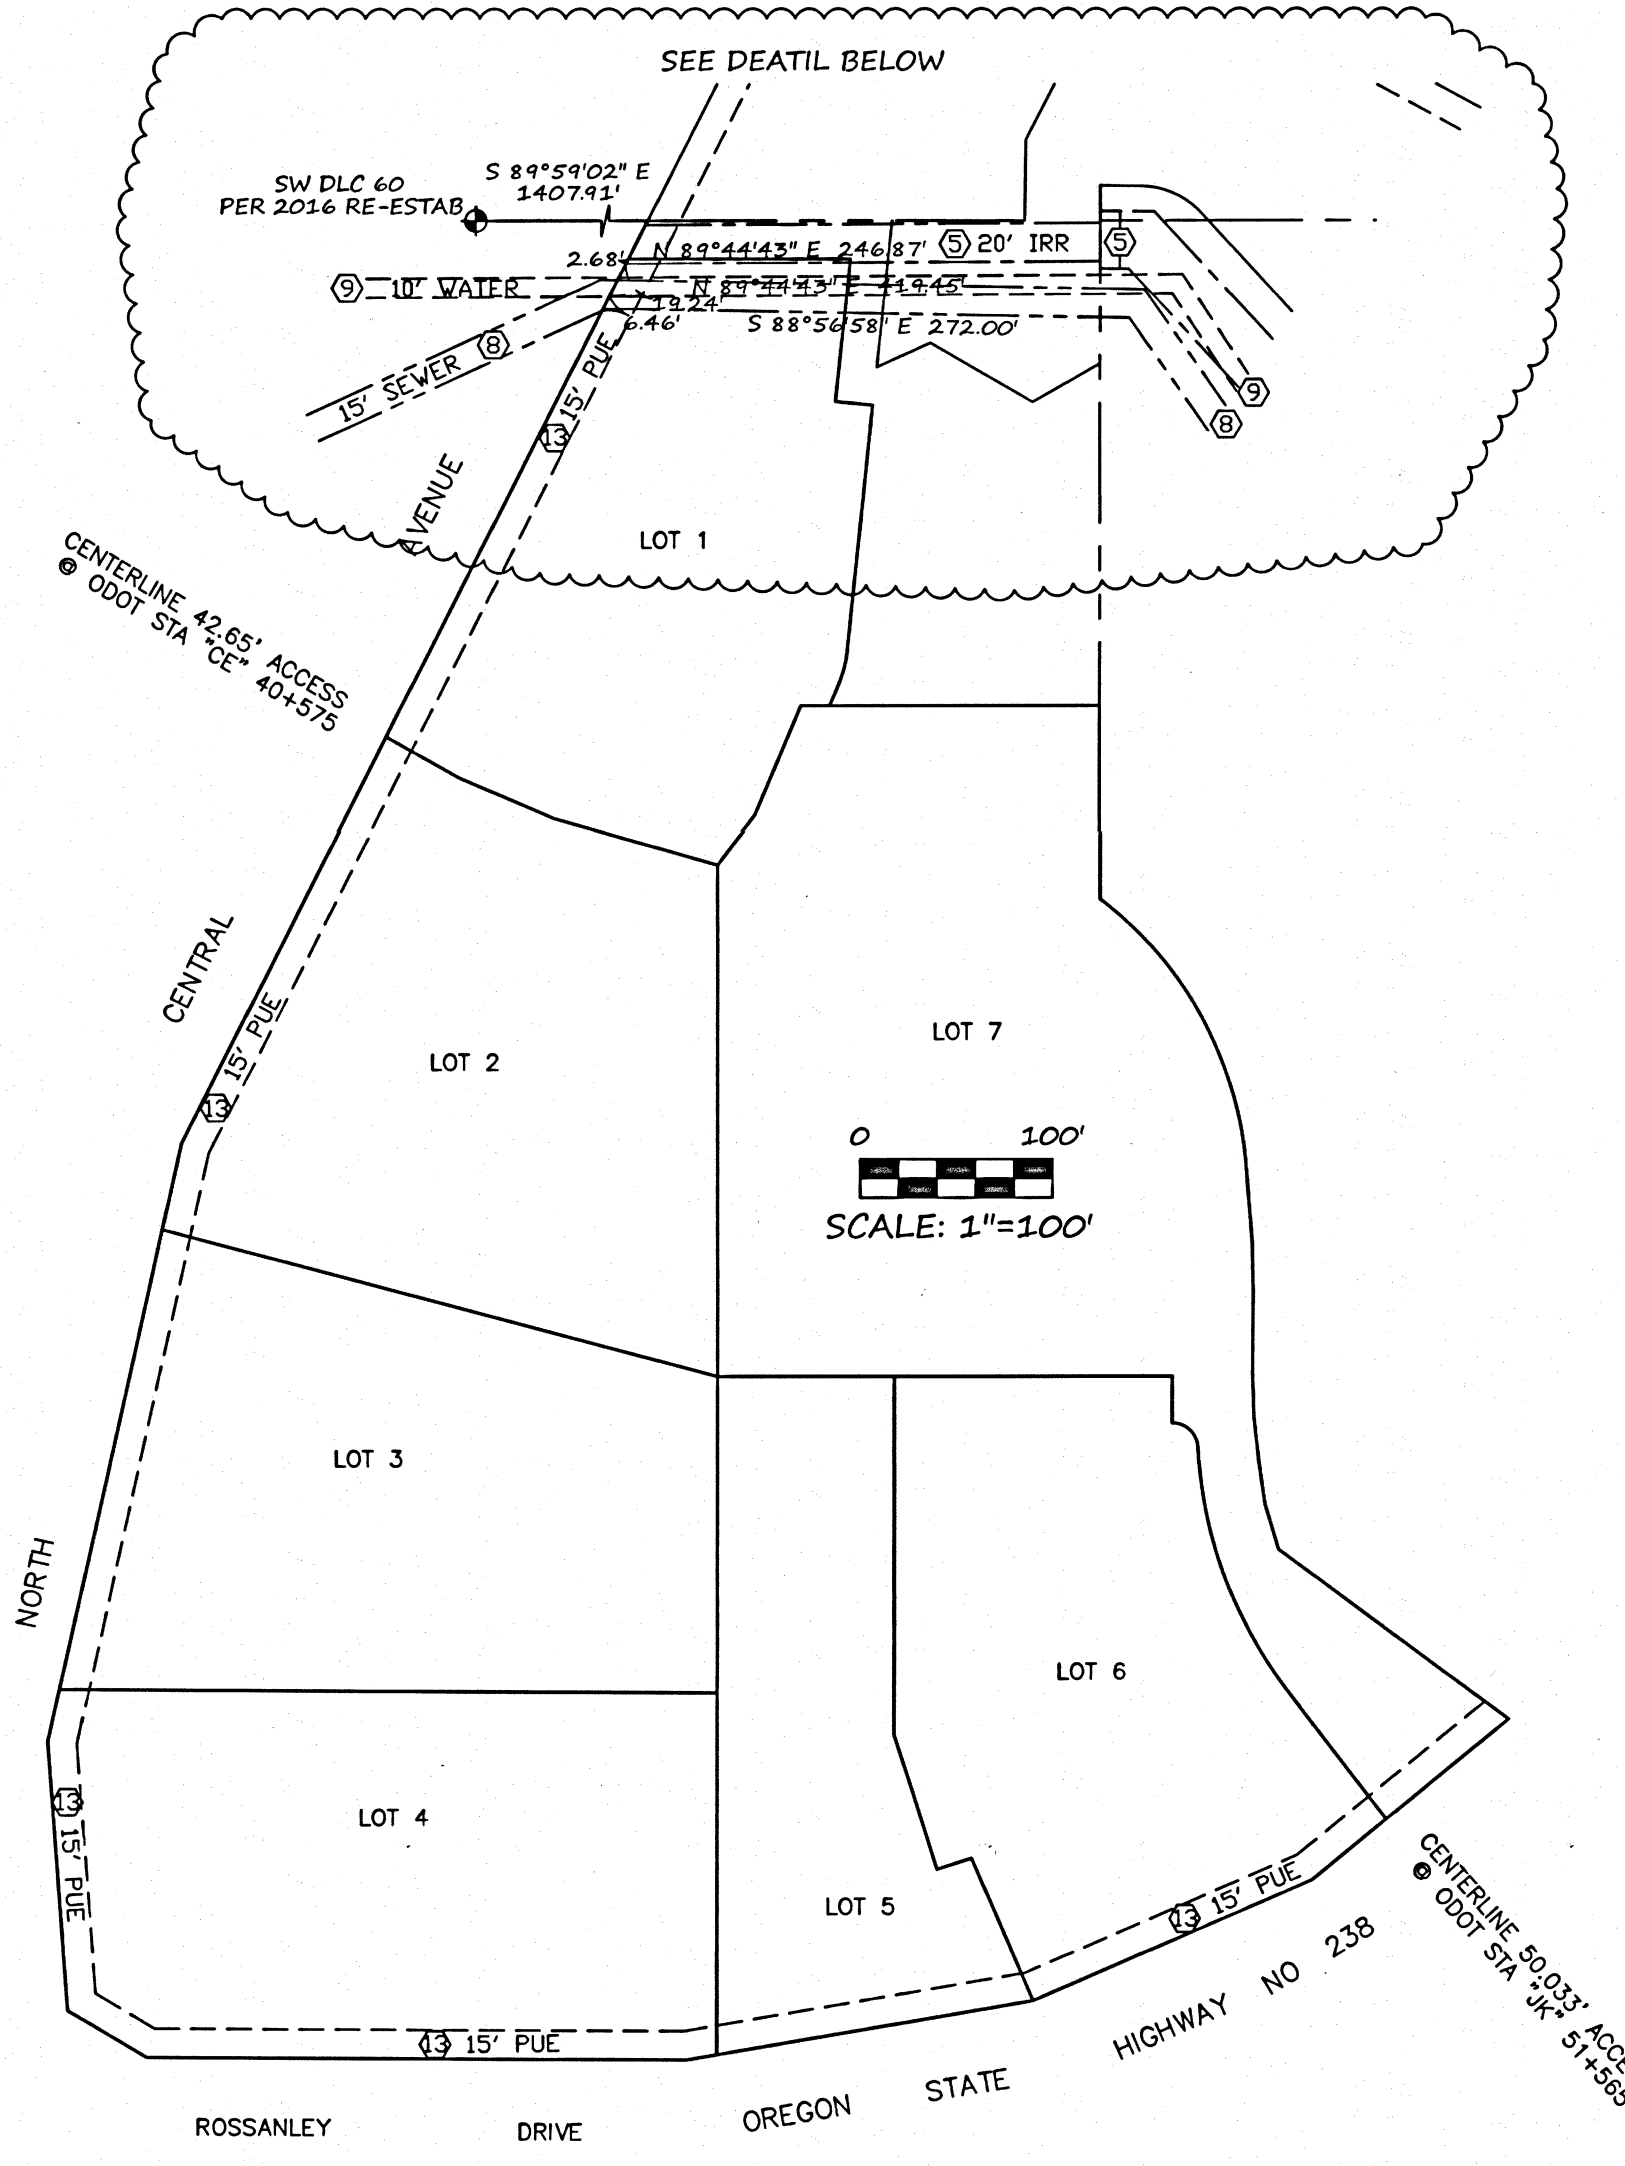 SEE DEATIL BELOW
SW DLC 60
PER 2016 RE-ESTAB
S 89°59'02" E
1407.91'
2.68'
N 89°44'43" E 246.87'
5
20' IRR
5
9
10' WATER
N 89°44'43" E 419.45'
19.24'
6.46'
S 88°56'58" E 272.00'
15' SEWER
8
13
15' PUE
9
8
AVENUE
LOT 1
CENTERLINE 42.65' ACCESS
@ ODOT STA "CE" 40+575
CENTRAL
13
15' PUE
LOT 2
LOT 7
0 100'
SCALE: 1"=100'
LOT 3
NORTH
LOT 6
13
15' PUE
LOT 4
LOT 5
13
15' PUE
CENTERLINE 50.033' ACCE
@ ODOT STA "JK" 51+565
13
15' PUE
ROSSANLEY DRIVE
OREGON STATE HIGHWAY NO 238